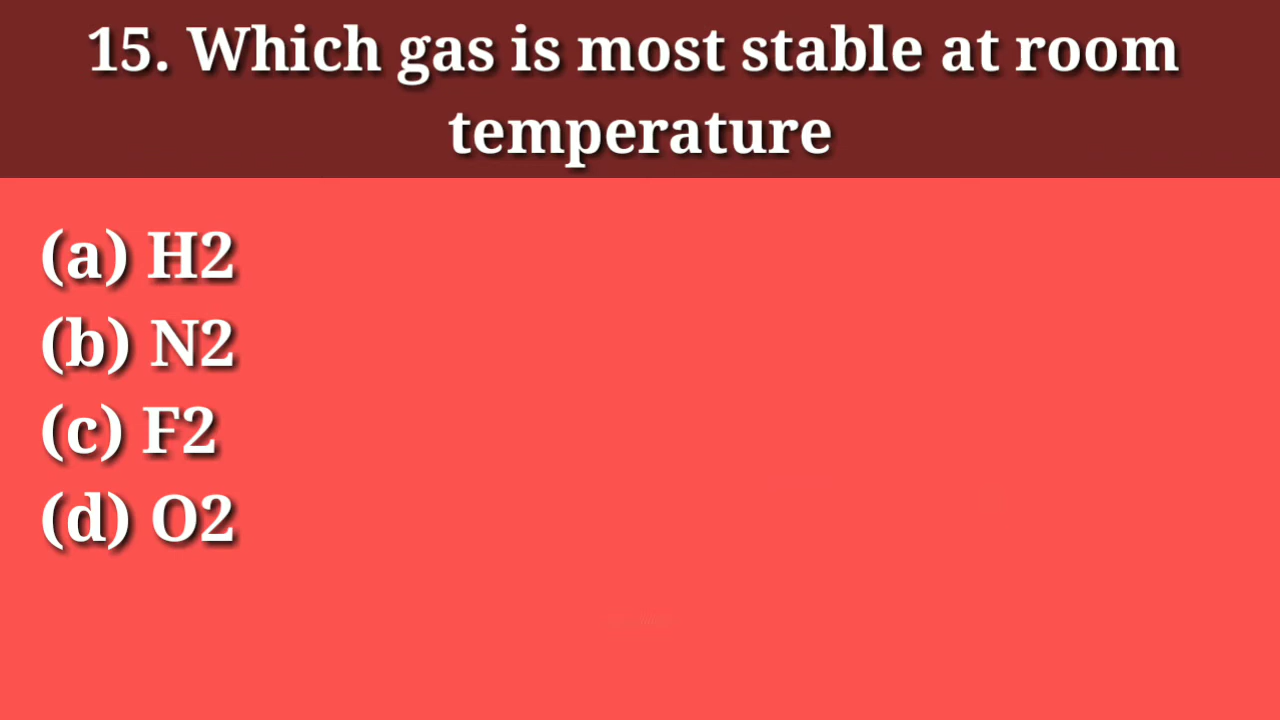 15. Which gas is most stable at room
temperature
(a) H2
(b) N2
(c) F2
(d) O2